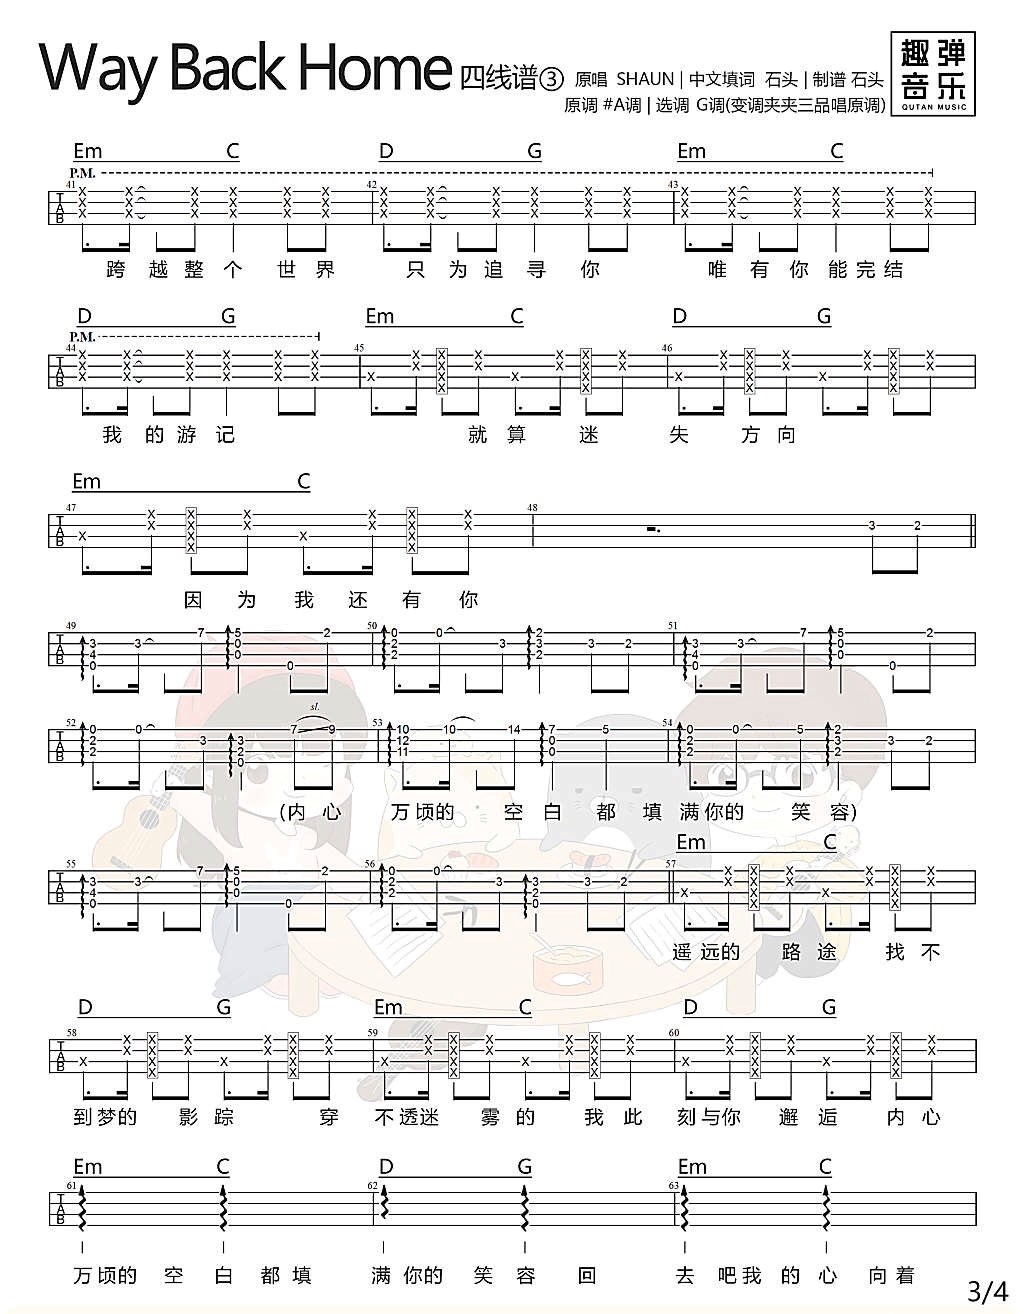 Way Back Home 四线谱③ 原唱 SHAUN | 中文填词 石头 | 制谱 石头
原调 #A调 | 选调 G调(变调夹夹三品唱原调)
趣弹
音乐
QUTAN MUSIC
Em C D G Em C
P.M.
41 42 43
跨 越 整 个 世 界 只 为 追 寻 你 唯 有 你 能 完 结
D G Em C D G
P.M.
44 45 46
我 的 游 记 就 算 迷 失 方 向
Em C
47 48
3 2
因 为 我 还 有 你
49 50 51
52 53 54
sl.
(内 心 万 顷的 空 白 都 填 满你的 笑 容)
Em C
55 56 57
遥远的 路 途 找 不
D G Em C D G
58 59 60
到梦的 影 踪 穿 不透迷 雾 的 我此 刻与你 邂 逅 内 心
Em C D G Em C
61 62 63
万顷的 空 白 都 填 满 你的 笑 容 回 去 吧我 的 心 向 着
3/4